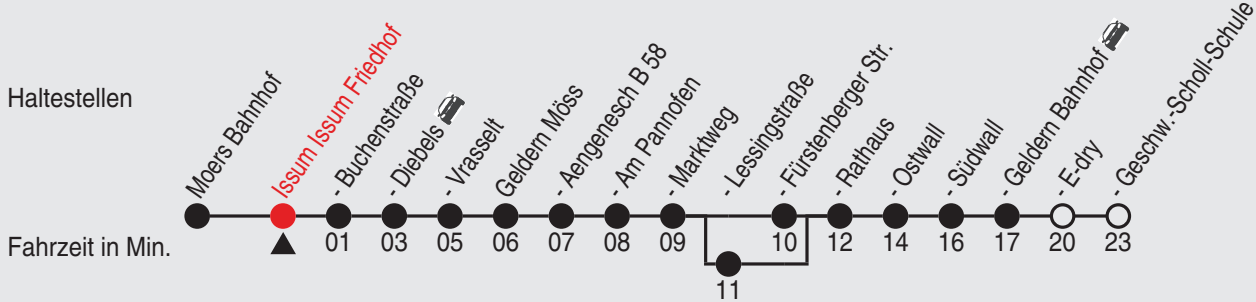 Haltestellen
Moers Bahnhof
Issum Issum Friedhof
- Buchenstraße
- Diebels
- Vrasselt
Geldern Möss
- Aengenesch B 58
- Am Pannofen
- Marktweg
- Lessingstraße
- Fürstenberger Str.
- Rathaus
- Ostwall
- Südwall
- Geldern Bahnhof
- E-dry
- Geschw.-Scholl-Schule
Fahrzeit in Min.
01 03 05 06 07 08 09 10 12 14 16 17 20 23
11